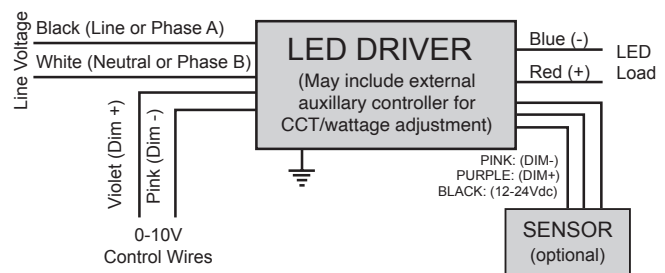 Line Voltage
Black (Line or Phase A)
White (Neutral or Phase B)
Violet (Dim +)
Pink (Dim -)
0-10V
Control Wires
LED DRIVER
(May include external
auxillary controller for
CCT/wattage adjustment)
Blue (-)
Red (+)
LED
Load
PINK: (DIM-)
PURPLE: (DIM+)
BLACK: (12-24Vdc)
SENSOR
(optional)